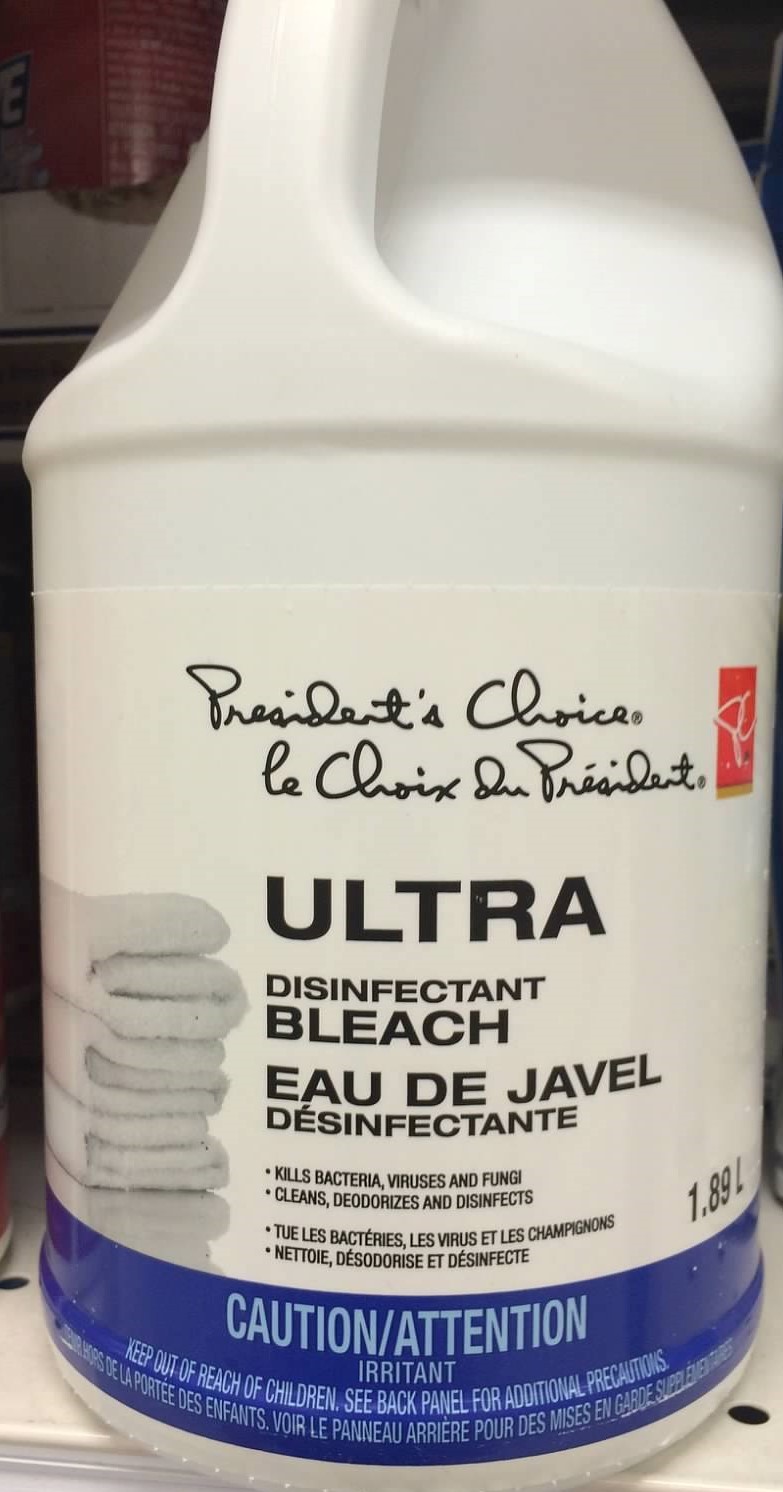 President's Choice®
le Choix du Président®
PC
ULTRA
DISINFECTANT
BLEACH
EAU DE JAVEL
DÉSINFECTANTE
• KILLS BACTERIA, VIRUSES AND FUNGI
• CLEANS, DEODORIZES AND DISINFECTS
• TUE LES BACTÉRIES, LES VIRUS ET LES CHAMPIGNONS
• NETTOIE, DÉSODORISE ET DÉSINFECTE
1.89 L
CAUTION/ATTENTION
IRRITANT
KEEP OUT OF REACH OF CHILDREN. SEE BACK PANEL FOR ADDITIONAL PRECAUTIONS.
HORS DE LA PORTÉE DES ENFANTS. VOIR LE PANNEAU ARRIÈRE POUR DES MISES EN GARDE SUPPLÉMENTAIRES.